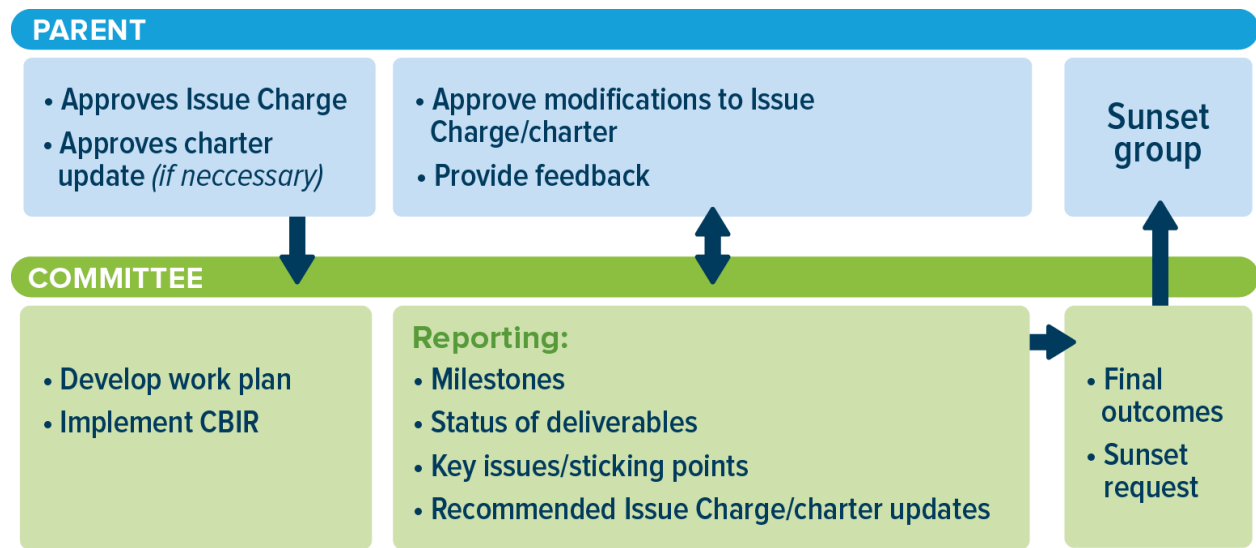 PARENT
• Approves Issue Charge
• Approves charter
update (if neccessary)
• Approve modifications to Issue
Charge/charter
• Provide feedback
Sunset
group
COMMITTEE
• Develop work plan
• Implement CBIR
Reporting:
• Milestones
• Status of deliverables
• Key issues/sticking points
• Recommended Issue Charge/charter updates
• Final
outcomes
• Sunset
request